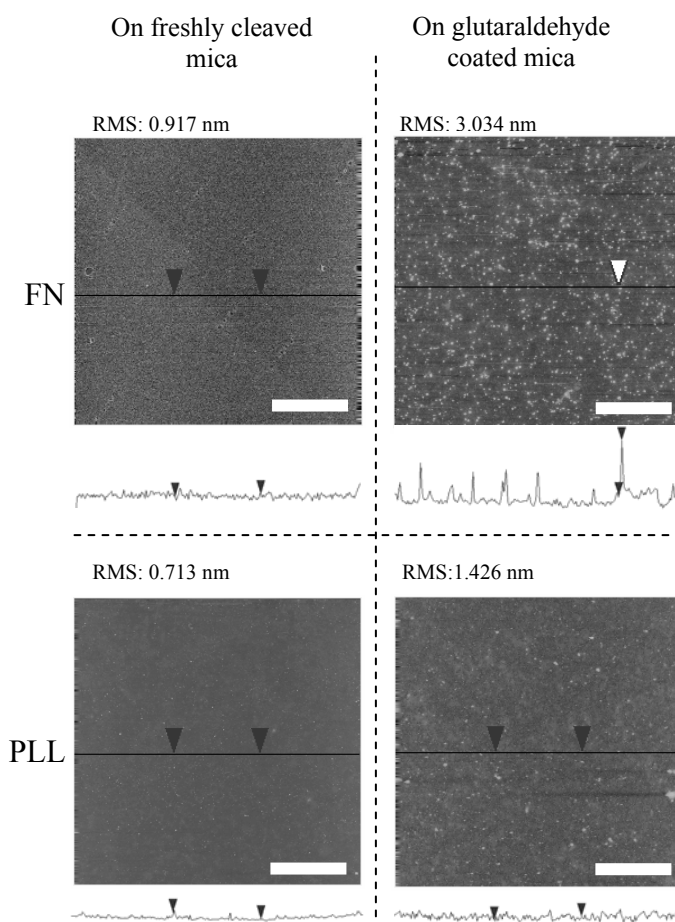 On freshly cleaved
mica
On glutaraldehyde
coated mica
RMS: 0.917 nm
RMS: 3.034 nm
FN
RMS: 0.713 nm
RMS:1.426 nm
PLL